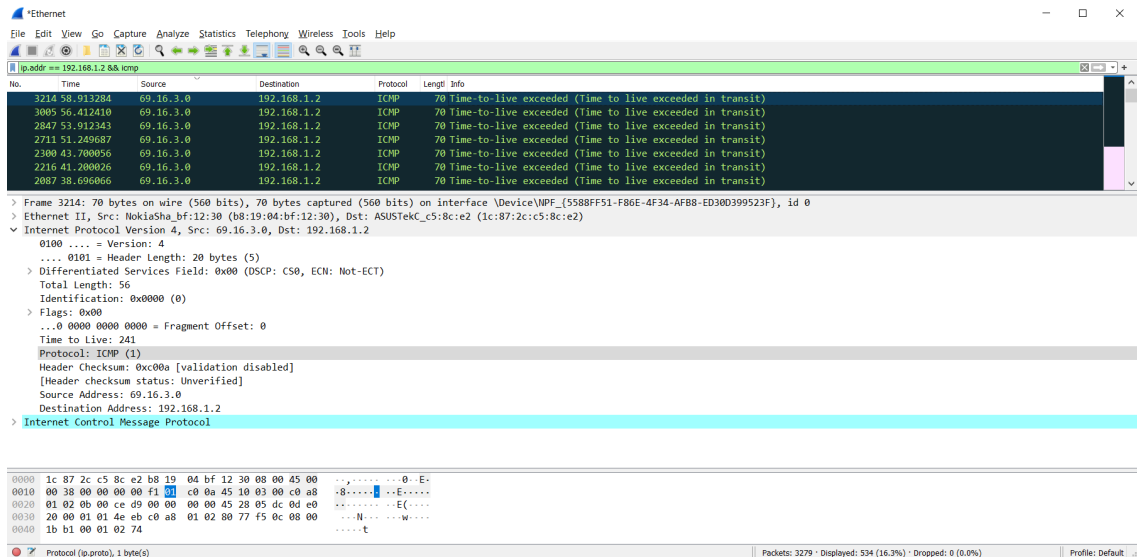 *Ethernet
File Edit View Go Capture Analyze Statistics Telephony Wireless Tools Help
ip.addr == 192.168.1.2 && icmp
No. Time Source Destination Protocol Lengtl Info
3214 58.913284 69.16.3.0 192.168.1.2 ICMP 70 Time-to-live exceeded (Time to live exceeded in transit)
3005 56.412410 69.16.3.0 192.168.1.2 ICMP 70 Time-to-live exceeded (Time to live exceeded in transit)
2847 53.912343 69.16.3.0 192.168.1.2 ICMP 70 Time-to-live exceeded (Time to live exceeded in transit)
2711 51.249687 69.16.3.0 192.168.1.2 ICMP 70 Time-to-live exceeded (Time to live exceeded in transit)
2300 43.700056 69.16.3.0 192.168.1.2 ICMP 70 Time-to-live exceeded (Time to live exceeded in transit)
2216 41.200026 69.16.3.0 192.168.1.2 ICMP 70 Time-to-live exceeded (Time to live exceeded in transit)
2087 38.696066 69.16.3.0 192.168.1.2 ICMP 70 Time-to-live exceeded (Time to live exceeded in transit)
Frame 3214: 70 bytes on wire (560 bits), 70 bytes captured (560 bits) on interface \Device\NPF_{5588FF51-F86E-4F34-AFB8-ED30D399523F}, id 0
Ethernet II, Src: NokiaSha_bf:12:30 (b8:19:04:bf:12:30), Dst: ASUSTekC_c5:8c:e2 (1c:87:2c:c5:8c:e2)
Internet Protocol Version 4, Src: 69.16.3.0, Dst: 192.168.1.2
0100 .... = Version: 4
.... 0101 = Header Length: 20 bytes (5)
Differentiated Services Field: 0x00 (DSCP: CS0, ECN: Not-ECT)
Total Length: 56
Identification: 0x0000 (0)
Flags: 0x00
...0 0000 0000 0000 = Fragment Offset: 0
Time to Live: 241
Protocol: ICMP (1)
Header Checksum: 0xc00a [validation disabled]
[Header checksum status: Unverified]
Source Address: 69.16.3.0
Destination Address: 192.168.1.2
Internet Control Message Protocol
0000 1c 87 2c c5 8c e2 b8 19 04 bf 12 30 08 00 45 00 ··,····· ···0··E·
0010 00 38 00 00 00 00 f1 01 c0 0a 45 10 03 00 c0 a8 ·8······ ··E·····
0020 01 02 0b 00 ce d9 00 00 00 00 45 28 05 dc 0d e0 ········ ··E(····
0030 20 00 01 01 4e eb c0 a8 01 02 80 77 f5 0c 08 00 ···N··· ···w····
0040 1b b1 00 01 02 74 ·····t
Protocol (ip.proto), 1 byte(s) Packets: 3279 · Displayed: 534 (16.3%) · Dropped: 0 (0.0%) Profile: Default